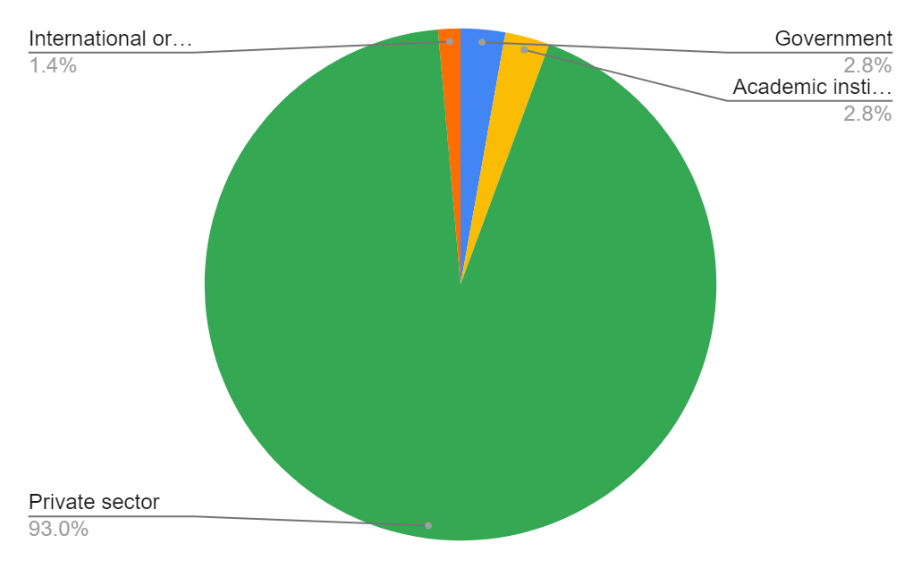 International or…
1.4%
Government
2.8%
Academic insti…
2.8%
Private sector
93.0%